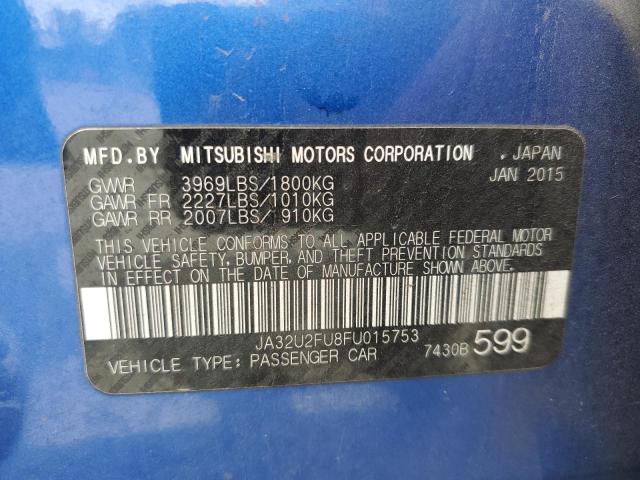 MFD.BY MITSUBISHI MOTORS CORPORATION . JAPAN
GVWR 3969LBS/1800KG JAN 2015
GAWR FR 2227LBS/1010KG
GAWR RR 2007LBS/ 910KG
THIS VEHICLE CONFORMS TO ALL APPLICABLE FEDERAL MOTOR
VEHICLE SAFETY, BUMPER, AND THEFT PREVENTION STANDARDS
IN EFFECT ON THE DATE OF MANUFACTURE SHOWN ABOVE.
JA32U2FU8FU015753
VEHICLE TYPE: PASSENGER CAR 7430B 599